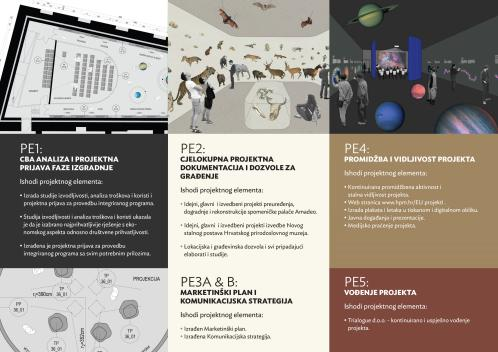 PE1:
CBA ANALIZA I PROJEKTNA
PRIJAVA FAZE IZGRADNJE
Ishodi projektnog elementa:
• Izrada studije izvodljivosti, analiza troškova i koristi i
projektna prijava za provedbu integriranog programa.
• Studija izvodljivosti i analiza troškova i koristi ukazala
je da je izabrano najprihvatljivije rješenje s eko-
nomskog aspekta odnosno društvene prihvatljivosti.
• Izrađena je projektna prijava za provedbu
integriranog programa sa svim potrebnim prilozima.
PE2:
CJELOKUPNA PROJEKTNA
DOKUMENTACIJA I DOZVOLE ZA
GRAĐENJE
Ishodi projektnog elementa:
• Idejni, glavni i izvedbeni projekti preuređenja,
dogradnje i rekonstrukcije spomeničke palače Amadeo.
• Idejni, glavni i izvedbeni projekti izvedbe Novog
stalnog postava Hrvatskog prirodoslovnog muzeja.
• Lokacijska i građevinska dozvola i svi pripadajući
elaborati i studije.
PE3A & B:
MARKETINŠKI PLAN I
KOMUNIKACIJSKA STRATEGIJA
Ishodi projektnog elementa:
• Izrađen Marketinški plan.
• Izrađena Komunikacijska strategija.
PE4:
PROMIDŽBA I VIDLJIVOST PROJEKTA
Ishodi projektnog elementa:
• Kontinuirana promidžbena aktivnost i
stalna vidljivost projekta.
• Web stranica www.hpm.hr/EU projekti.
• Izrada plakata i letaka u tiskanom i digitalnom obliku.
• Javna događanja i prezentacije.
• Medijsko praćenje projekta.
PE5:
VOĐENJE PROJEKTA
Ishodi projektnog elementa:
• Trialogue d.o.o. - kontinuirano i uspješno vođenje
projekta.
PROJEKCIJA
TP
36_01
TP
36_01
r=390cm